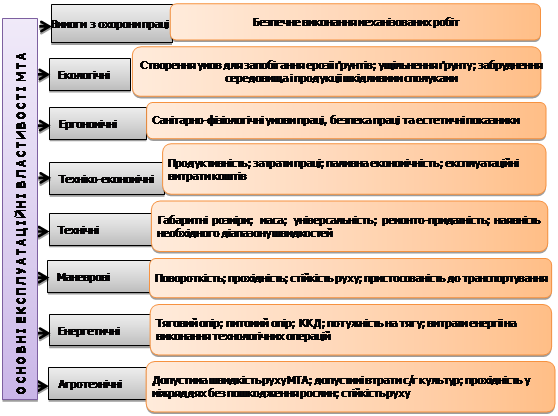 ОСНОВНІ ЕКСПЛУАТАЦІЙНІ ВЛАСТИВОСТІ МТА
Вимоги з охорони праці
Безпечне виконання механізованих робіт
Екологічні
Створення умов для запобігання ерозії ґрунтів; ущільнення ґрунту; забруднення
середовища і продукції шкідливими сполуками
Ергономічні
Санітарно-фізіологічні умови праці, безпека праці та естетичні показники
Техніко-економічні
Продуктивність; затрати праці; паливна економічність; експлуатаційні
витрати коштів
Технічні
Габаритні розміри; маса; універсальність; ремонто-придатність; наявність
необхідного діапазону швидкостей
Маневрові
Поворотність; прохідність; стійкість руху; пристосованість до транспортування
Енергетичні
Тяговий опір; питомий опір; ККД; потужність на тягу; витрати енергії на
виконання технологічних операцій
Агротехнічні
Допустима швидкість руху МТА; допустимі втрати с/г культур; прохідність у
міжряддях без пошкодження рослин; стійкість руху